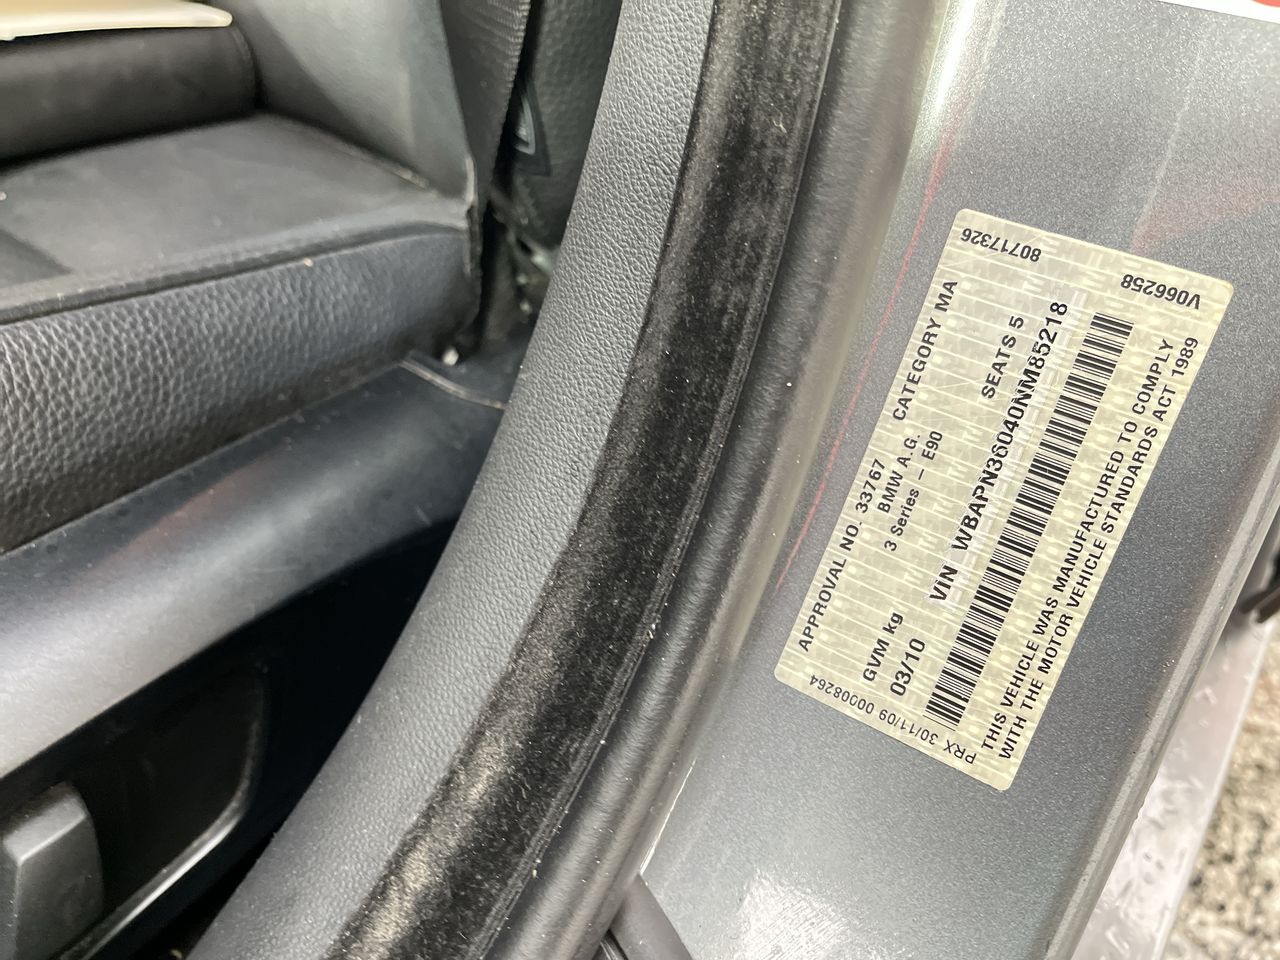 APPROVAL NO. 33767 CATEGORY MA
BMW A.G.
3 Series – E90
GVM kg SEATS 5
03/10
VIN WBAPN36040NM85218
THIS VEHICLE WAS MANUFACTURED TO COMPLY
WITH THE MOTOR VEHICLE STANDARDS ACT 1989
80717326
V066258
PRX 30/11/09 00008264